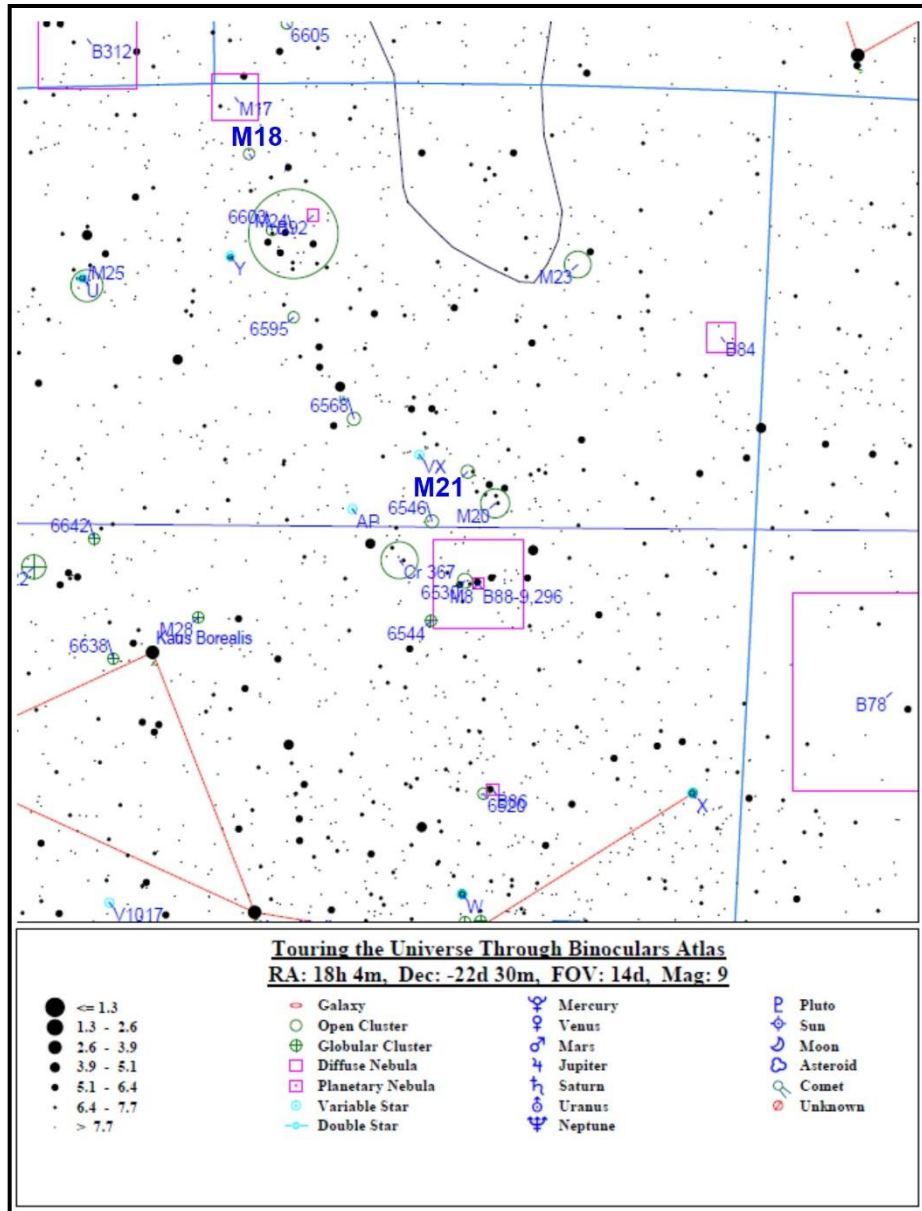 6605
B312
M17
M18
6603
M24
B92
Y
M25
U
M23
6595
B84
6568
VX
M21
6546
M20
AP
6642
22
Cr 367
6530
M8
B88-9,296
6544
M28
Kaus Borealis
6638
B78
B86
6520
X
W
V1017
Touring the Universe Through Binoculars Atlas
RA: 18h 4m, Dec: -22d 30m, FOV: 14d, Mag: 9
<= 1.3
1.3 - 2.6
2.6 - 3.9
3.9 - 5.1
5.1 - 6.4
6.4 - 7.7
> 7.7
Galaxy
Open Cluster
Globular Cluster
Diffuse Nebula
Planetary Nebula
Variable Star
Double Star
Mercury
Venus
Mars
Jupiter
Saturn
Uranus
Neptune
Pluto
Sun
Moon
Asteroid
Comet
Unknown